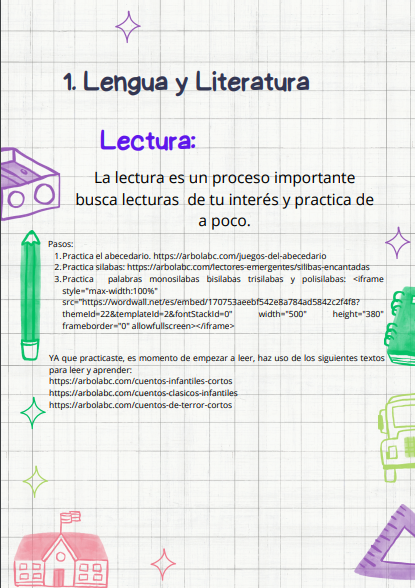 1. Lengua y Literatura
Lectura:
La lectura es un proceso importante
busca lecturas de tu interés y practica de
a poco.
Pasos:
1. Practica el abecedario. https://arbolabc.com/juegos-del-abecedario
2. Practica silabas: https://arbolabc.com/lectores-emergentes/silibas-encantadas
3. Practica palabras monosilabas bisilabas trisilabas y polisilabas: <iframe
style="max-width:100%"
src="https://wordwall.net/es/embed/170753aeebf542e8a784ad5842c2f4f8?
themeId=22&templateId=2&fontStackId=0" width="500" height="380"
frameborder="0" allowfullscreen></iframe>
YA que practicaste, es momento de empezar a leer, haz uso de los siguientes textos
para leer y aprender:
https://arbolabc.com/cuentos-infantiles-cortos
https://arbolabc.com/cuentos-clasicos-infantiles
https://arbolabc.com/cuentos-de-terror-cortos